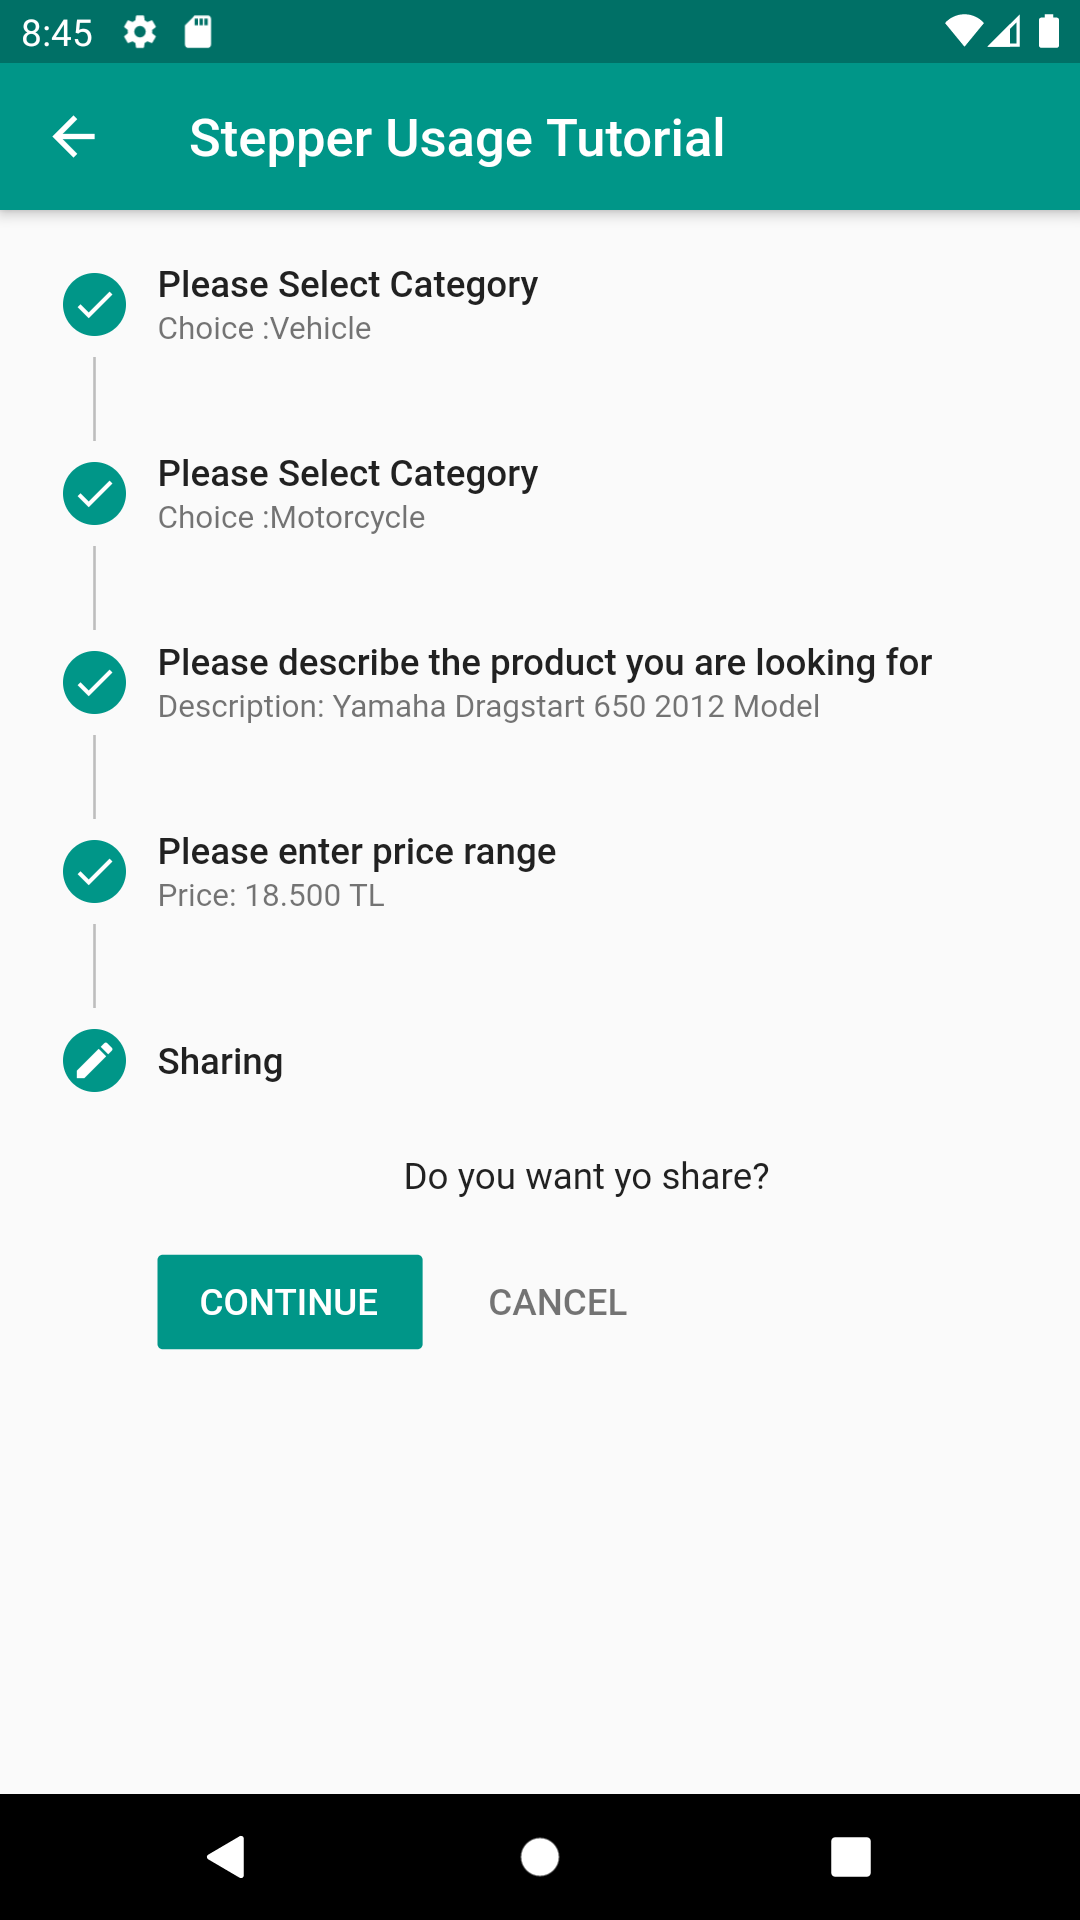 8:45
Stepper Usage Tutorial
Please Select Category
Choice :Vehicle
Please Select Category
Choice :Motorcycle
Please describe the product you are looking for
Description: Yamaha Dragstart 650 2012 Model
Please enter price range
Price: 18.500 TL
Sharing
Do you want yo share?
CONTINUE CANCEL